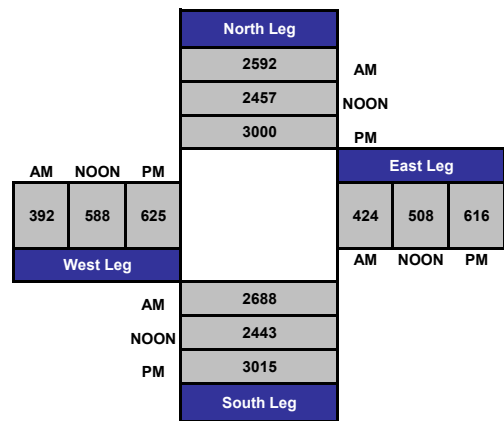 North Leg
2592 AM
2457 NOON
3000 PM
AM NOON PM East Leg
392 588 625 424 508 616
West Leg AM NOON PM
AM 2688
NOON 2443
PM 3015
South Leg